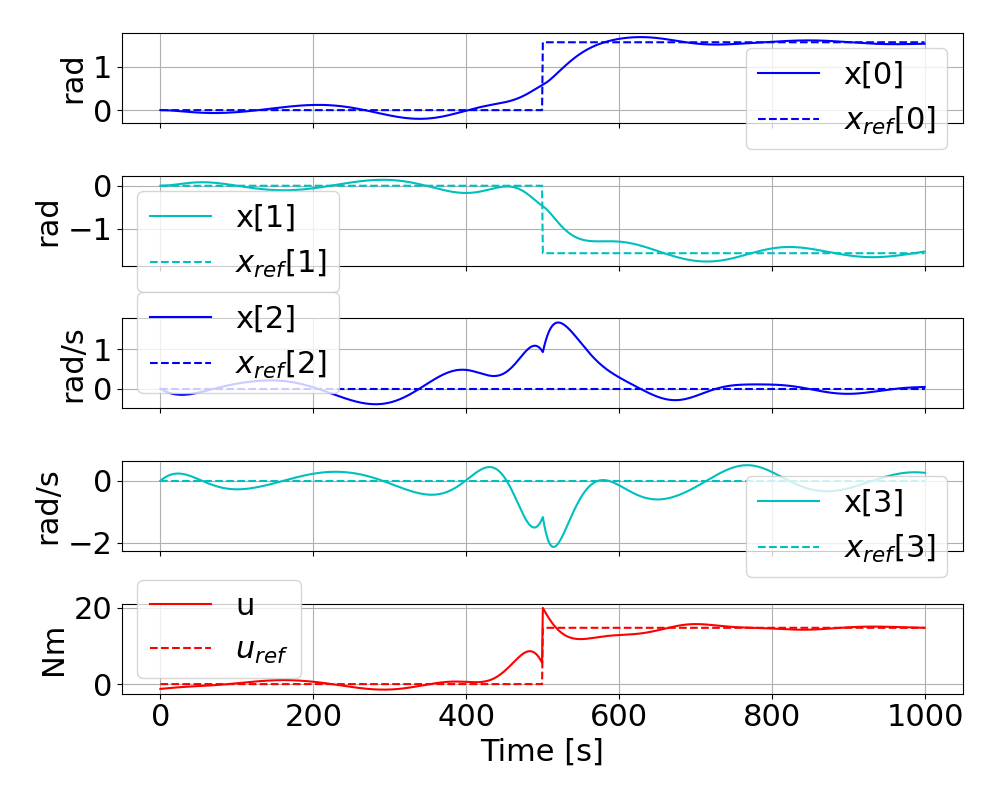 rad
1
0
x[0]
x_ref[0]
rad
0
−1
x[1]
x_ref[1]
rad/s
1
0
x[2]
x_ref[2]
rad/s
0
−2
x[3]
x_ref[3]
Nm
20
0
u
u_ref
0 200 400 600 800 1000
Time [s]